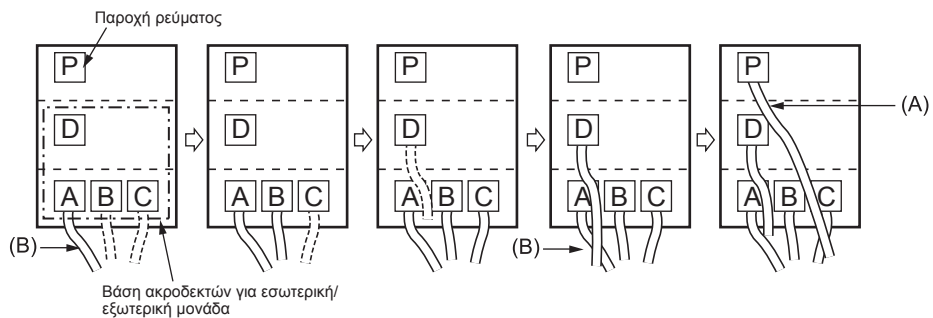 Παροχή ρεύματος
P P P P P
(A)
D D D D D
A B C A B C A B C A B C A B C
(B) (B)
Βάση ακροδεκτών για εσωτερική/
εξωτερική μονάδα